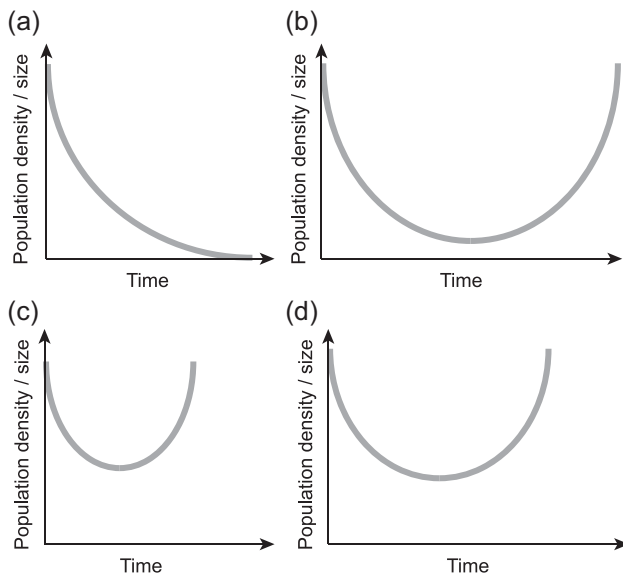 (a)
(b)
Population density / size
Time
Population density / size
Time
(c)
(d)
Population density / size
Time
Population density / size
Time